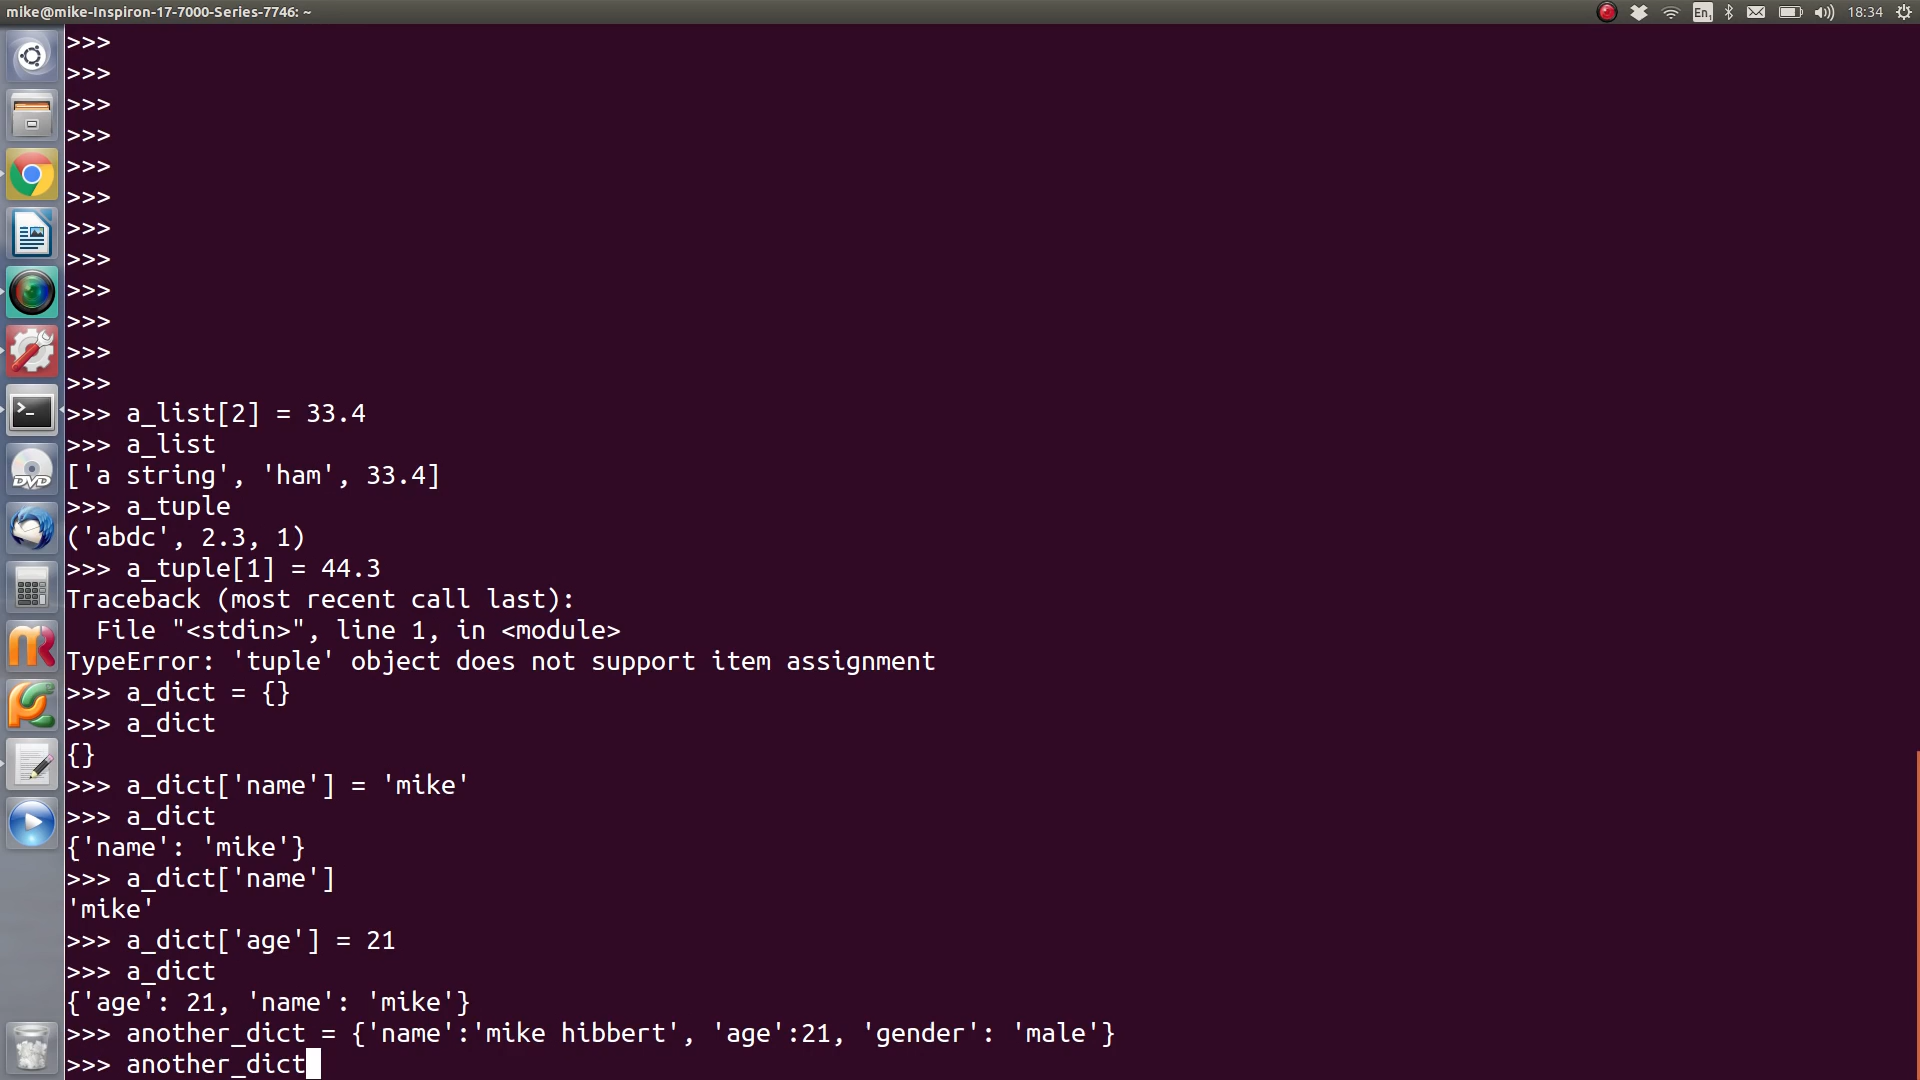 mike@mike-Inspiron-17-7000-Series-7746: ~
En1
18:34
>>>
>>>
>>>
>>>
>>>
>>>
>>>
>>>
>>>
>>>
>>>
>>>
>>> a_list[2] = 33.4
>>> a_list
['a string', 'ham', 33.4]
>>> a_tuple
('abdc', 2.3, 1)
>>> a_tuple[1] = 44.3
Traceback (most recent call last):
  File "<stdin>", line 1, in <module>
TypeError: 'tuple' object does not support item assignment
>>> a_dict = {}
>>> a_dict
{}
>>> a_dict['name'] = 'mike'
>>> a_dict
{'name': 'mike'}
>>> a_dict['name']
'mike'
>>> a_dict['age'] = 21
>>> a_dict
{'age': 21, 'name': 'mike'}
>>> another_dict = {'name':'mike hibbert', 'age':21, 'gender': 'male'}
>>> another_dict
>_
DVD